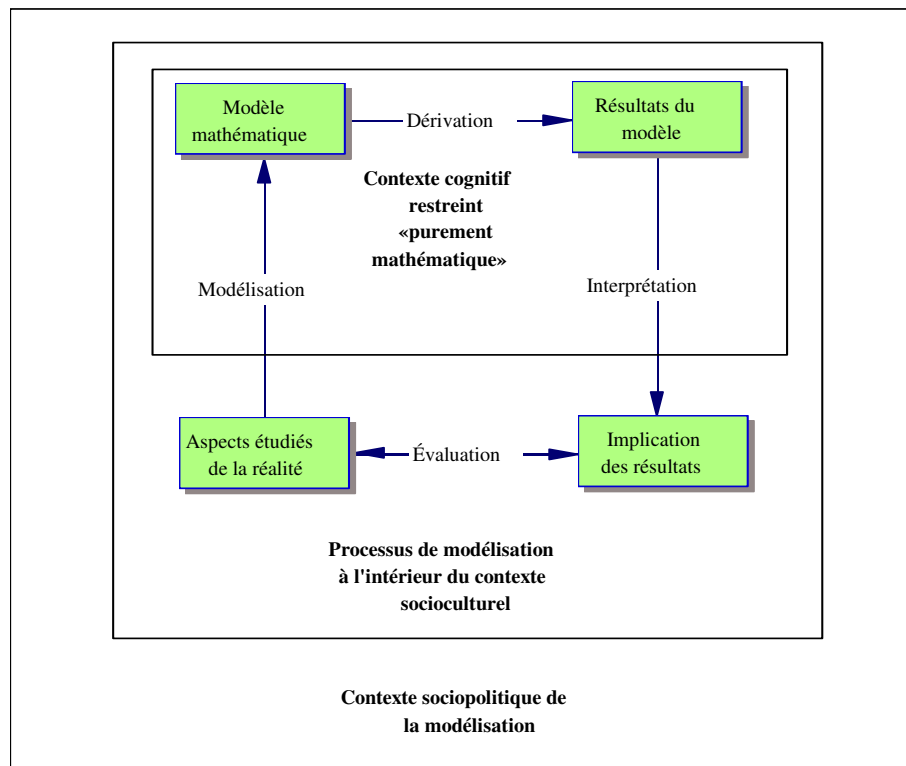 Modèle
mathématique
Dérivation
Résultats du
modèle
Contexte cognitif
restreint
«purement
mathématique»
Modélisation
Interprétation
Aspects étudiés
de la réalité
Évaluation
Implication
des résultats
Processus de modélisation
à l'intérieur du contexte
socioculturel
Contexte sociopolitique de
la modélisation